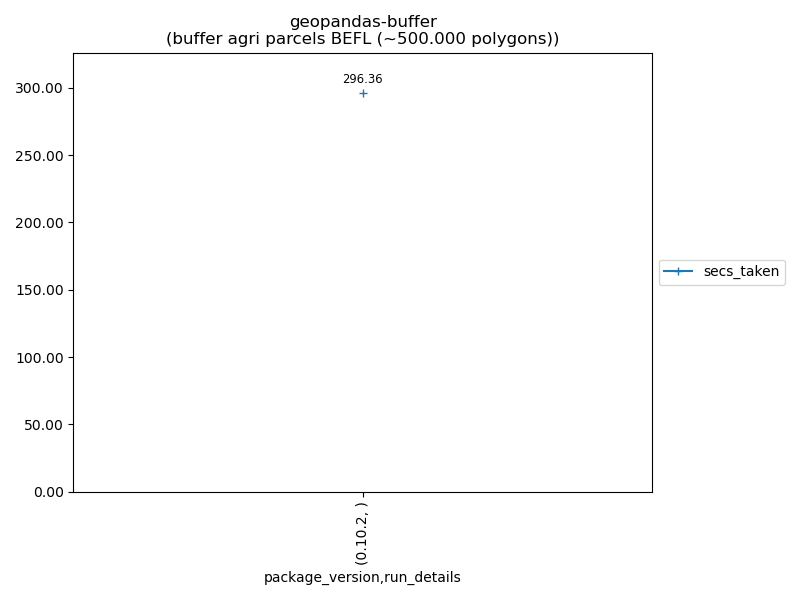 geopandas-buffer
(buffer agri parcels BEFL (~500.000 polygons))
296.36
300.00
250.00
200.00
150.00
100.00
50.00
0.00
secs_taken
(0.10.2, )
package_version,run_details